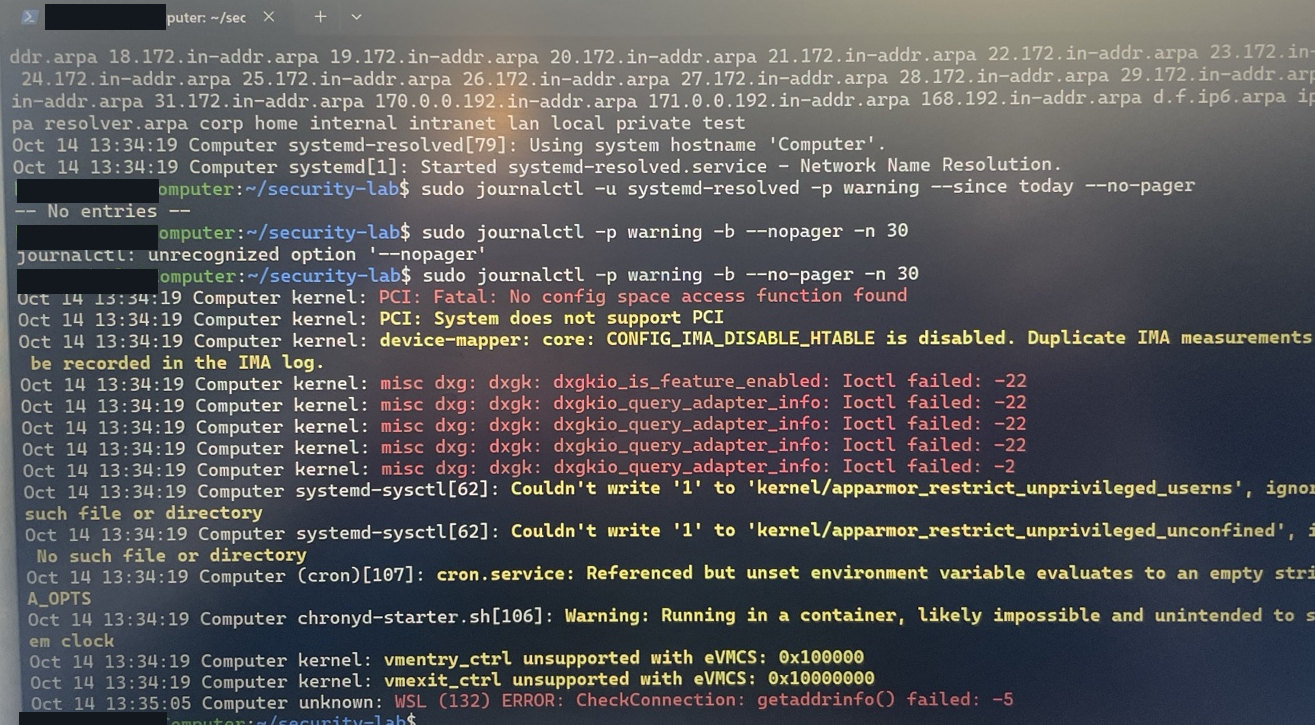 puter: ~/sec
ddr.arpa 18.172.in-addr.arpa 19.172.in-addr.arpa 20.172.in-addr.arpa 21.172.in-addr.arpa 22.172.in-addr.arpa 23.172.in-
24.172.in-addr.arpa 25.172.in-addr.arpa 26.172.in-addr.arpa 27.172.in-addr.arpa 28.172.in-addr.arpa 29.172.in-addr.arp
in-addr.arpa 31.172.in-addr.arpa 170.0.0.192.in-addr.arpa 171.0.0.192.in-addr.arpa 168.192.in-addr.arpa d.f.ip6.arpa ip
pa resolver.arpa corp home internal intranet lan local private test
Oct 14 13:34:19 Computer systemd-resolved[79]: Using system hostname 'Computer'.
Oct 14 13:34:19 Computer systemd[1]: Started systemd-resolved.service - Network Name Resolution.
omputer:~/security-lab$ sudo journalctl -u systemd-resolved -p warning --since today --no-pager
-- No entries --
omputer:~/security-lab$ sudo journalctl -p warning -b --nopager -n 30
journalctl: unrecognized option '--nopager'
omputer:~/security-lab$ sudo journalctl -p warning -b --no-pager -n 30
Oct 14 13:34:19 Computer kernel: PCI: Fatal: No config space access function found
Oct 14 13:34:19 Computer kernel: PCI: System does not support PCI
Oct 14 13:34:19 Computer kernel: device-mapper: core: CONFIG_IMA_DISABLE_HTABLE is disabled. Duplicate IMA measurements
be recorded in the IMA log.
Oct 14 13:34:19 Computer kernel: misc dxg: dxgk: dxgkio_is_feature_enabled: Ioctl failed: -22
Oct 14 13:34:19 Computer kernel: misc dxg: dxgk: dxgkio_query_adapter_info: Ioctl failed: -22
Oct 14 13:34:19 Computer kernel: misc dxg: dxgk: dxgkio_query_adapter_info: Ioctl failed: -22
Oct 14 13:34:19 Computer kernel: misc dxg: dxgk: dxgkio_query_adapter_info: Ioctl failed: -22
Oct 14 13:34:19 Computer kernel: misc dxg: dxgk: dxgkio_query_adapter_info: Ioctl failed: -2
Oct 14 13:34:19 Computer systemd-sysctl[62]: Couldn't write '1' to 'kernel/apparmor_restrict_unprivileged_userns', ignor
such file or directory
Oct 14 13:34:19 Computer systemd-sysctl[62]: Couldn't write '1' to 'kernel/apparmor_restrict_unprivileged_unconfined', i
No such file or directory
Oct 14 13:34:19 Computer (cron)[107]: cron.service: Referenced but unset environment variable evaluates to an empty stri
A_OPTS
Oct 14 13:34:19 Computer chronyd-starter.sh[106]: Warning: Running in a container, likely impossible and unintended to s
em clock
Oct 14 13:34:19 Computer kernel: vmentry_ctrl unsupported with eVMCS: 0x100000
Oct 14 13:34:19 Computer kernel: vmexit_ctrl unsupported with eVMCS: 0x10000000
Oct 14 13:35:05 Computer unknown: WSL (132) ERROR: CheckConnection: getaddrinfo() failed: -5
omputer:~/security-lab$